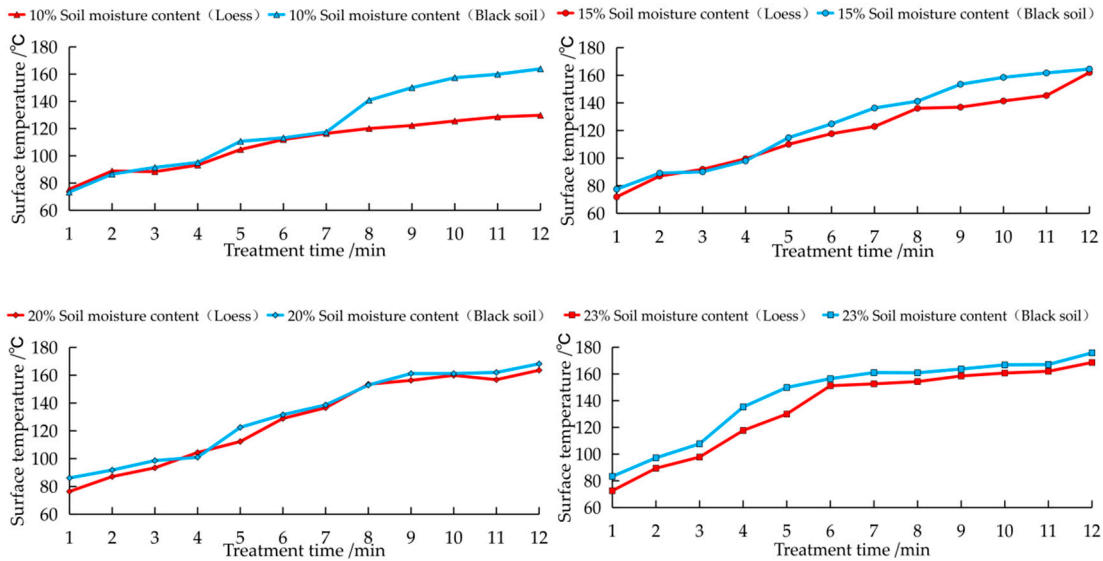 10% Soil moisture content（Loess） 10% Soil moisture content（Black soil） 15% Soil moisture content（Loess） 15% Soil moisture content（Black soil）
Surface temperature /℃
180
160
140
120
100
80
60
1 2 3 4 5 6 7 8 9 10 11 12
Treatment time /min
Surface temperature /℃
180
160
140
120
100
80
60
1 2 3 4 5 6 7 8 9 10 11 12
Treatment time /min
20% Soil moisture content（Loess） 20% Soil moisture content（Black soil） 23% Soil moisture content（Loess） 23% Soil moisture content（Black soil）
Surface temperature /℃
180
160
140
120
100
80
60
1 2 3 4 5 6 7 8 9 10 11 12
Treatment time /min
Surface temperature /℃
180
160
140
120
100
80
60
1 2 3 4 5 6 7 8 9 10 11 12
Treatment time /min